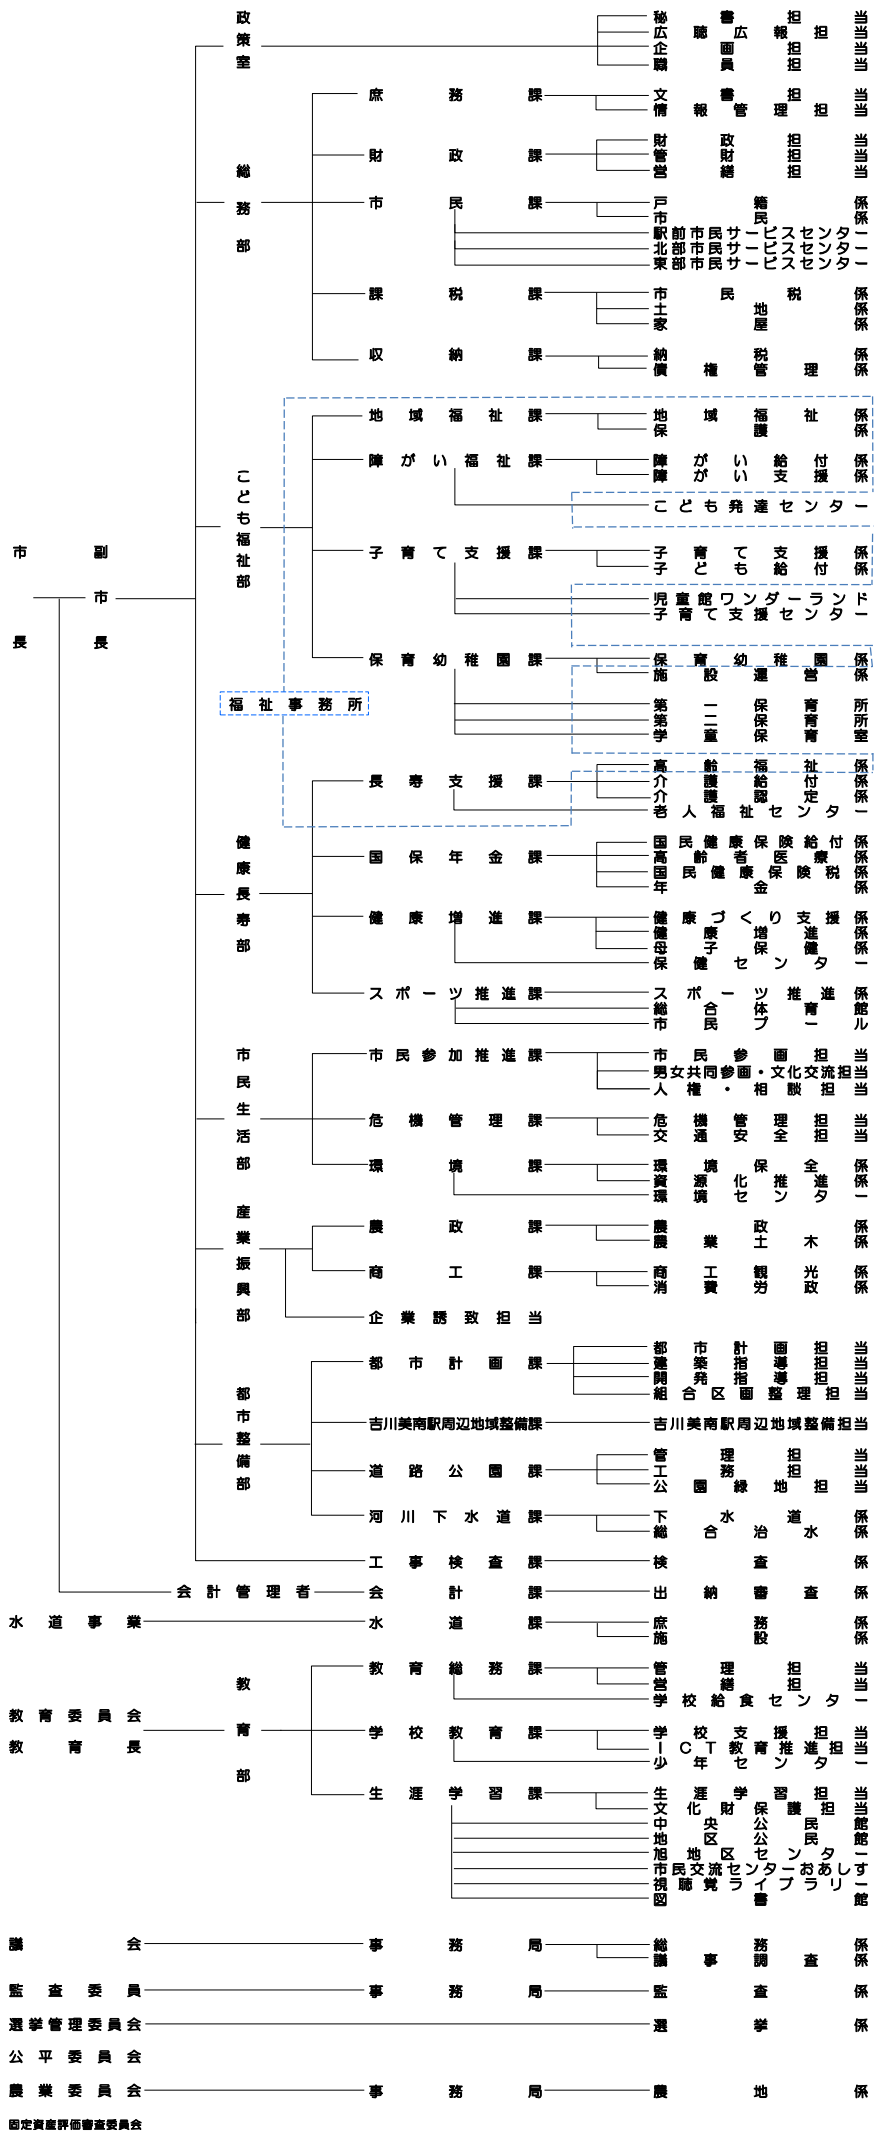 政策室
秘書担当
広聴広報担当
企画担当
職員担当
総務部
庶務課
文書担当
情報管理担当
財政課
財政担当
管財担当
営繕担当
市民課
戸籍係
市民係
駅前市民サービスセンター
北部市民サービスセンター
東部市民サービスセンター
課税課
市民税係
土地係
家屋係
収納課
納税係
債権管理係
市長
副市長
こども福祉部
地域福祉課
地域福祉係
保護係
障がい福祉課
障がい給付係
障がい支援係
こども発達センター
子育て支援課
子育て支援係
子ども給付係
児童館ワンダーランド
子育て支援センター
保育幼稚園課
保育幼稚園係
施設運営係
第一保育所
第二保育所
学童保育室
福祉事務所
健康長寿部
長寿支援課
高齢福祉係
介護給付係
介護認定係
老人福祉センター
国保年金課
国民健康保険給付係
高齢者医療係
国民健康保険税係
年金係
健康増進課
健康づくり支援係
健康増進係
母子保健係
保健センター
スポーツ推進課
スポーツ推進係
総合体育館
市民プール
市民生活部
市民参加推進課
市民参画担当
男女共同参画・文化交流担当
人権・相談担当
危機管理課
危機管理担当
交通安全担当
環境課
環境保全係
資源化推進係
環境センター
産業振興部
農政課
農政係
農業土木係
商工課
商工観光係
消費労政係
企業誘致担当
都市整備部
都市計画課
都市計画担当
建築指導担当
開発指導担当
組合区画整理担当
吉川美南駅周辺地域整備課
吉川美南駅周辺地域整備担当
道路公園課
管理担当
工務担当
公園緑地担当
河川下水道課
下水道係
総合治水係
工事検査課
検査係
会計管理者
会計課
出納審査係
水道事業
水道課
庶務係
施設係
教育委員会
教育長
教育部
教育総務課
管理担当
営繕担当
学校給食センター
学校教育課
学校支援担当
ICT教育推進担当
少年センター
生涯学習課
生涯学習担当
文化財保護担当
中央公民館
地区公民館
旭地区センター
市民交流センターおあしす
視聴覚ライブラリー
図書館
議会
事務局
総務係
議事調査係
監査委員
事務局
監査係
選挙管理委員会
選挙係
公平委員会
農業委員会
事務局
農地係
固定資産評価審査委員会